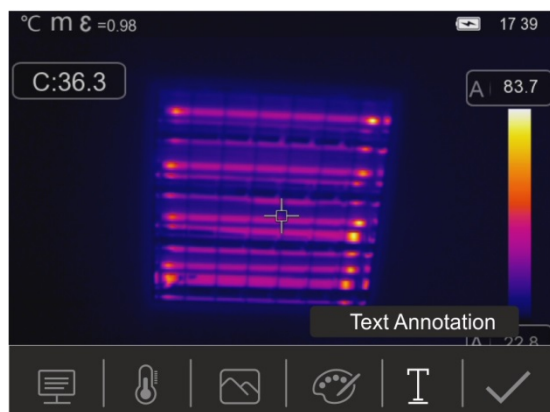 °C m ε =0.98 17 39
C:36.3
A 83.7
Text Annotation
A 22.8
T